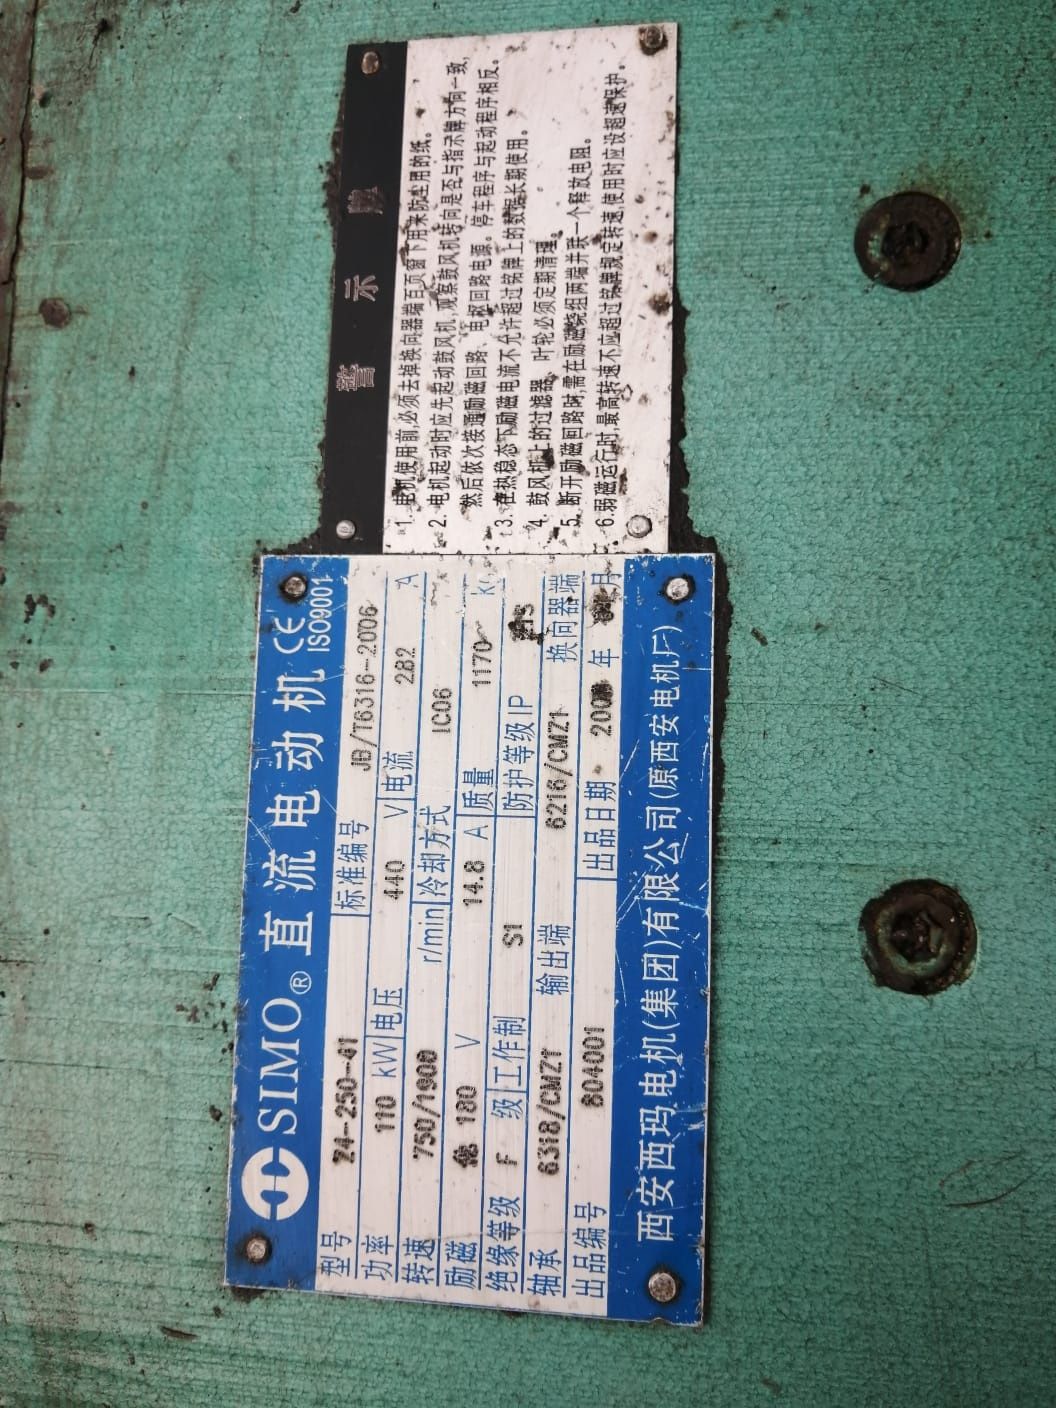 SIMO® 直流电动机 CE ISO9001
型号 Z4-250-41 标准编号 JB/T6316-2006
功率 110 kW 电压 440 V 电流 282 A
转速 750/1900 r/min 冷却方式 IC06
励磁 他 180 V 14.8 A 质量 1170
绝缘等级 F 级 工作制 S1 防护等级IP
轴承 6318/CMZ1 输出端 6216/CMZ1 换向器端
出品编号 804001 出品日期 200 年 月
西安西玛电机(集团)有限公司(原西安电机厂)
警示牌
1. 电机使用前,必须去掉换向器端百页窗下用来防尘用的纸。
2. 电机起动时应先起动鼓风机,观察鼓风机转向是否与指示牌方向一致,
然后依次接通励磁回路、电枢回路电源。停车程序与起动程序相反。
3. 在热稳态下励磁电流不允许超过铭牌上的数据长期使用。
4. 鼓风机上的过滤器、叶轮必须定期清理。
5. 断开励磁回路时,需在励磁绕组两端并联一个释放电阻。
6. 弱磁运行时,最高转速不应超过铭牌规定转速 使用时应设超速保护。